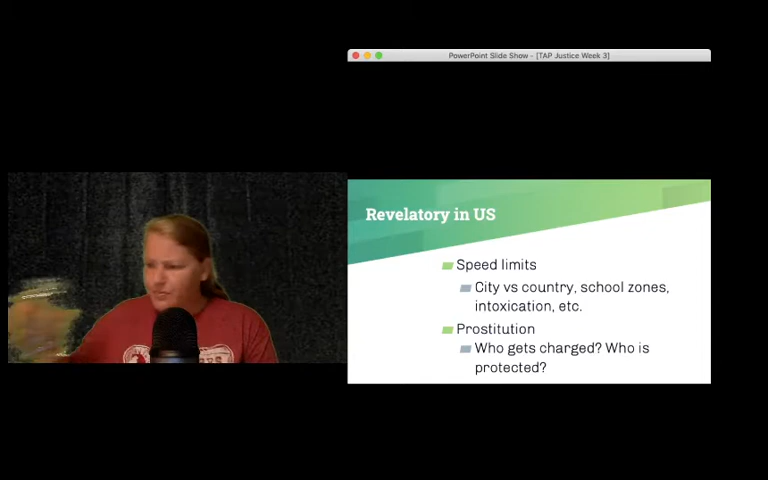 PowerPoint Slide Show - [TAP Justice Week 3]
Revelatory in US
Speed limits
City vs country, school zones,
intoxication, etc.
Prostitution
Who gets charged? Who is
protected?